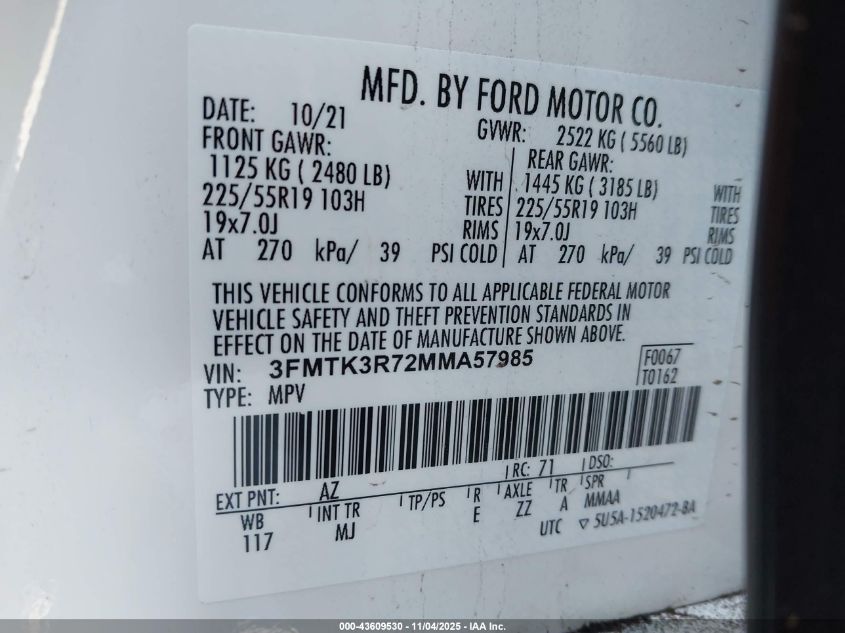 MFD. BY FORD MOTOR CO.
DATE: 10/21 GVWR: 2522 KG ( 5560 LB)
FRONT GAWR: REAR GAWR:
1125 KG ( 2480 LB) WITH 1445 KG ( 3185 LB) WITH
225/55R19 103H TIRES 225/55R19 103H TIRES
19x7.0J RIMS 19x7.0J RIMS
AT 270 kPa/ 39 PSI COLD AT 270 kPa/ 39 PSI COLD
THIS VEHICLE CONFORMS TO ALL APPLICABLE FEDERAL MOTOR
VEHICLE SAFETY AND THEFT PREVENTION STANDARDS IN
EFFECT ON THE DATE OF MANUFACTURE SHOWN ABOVE.
VIN: 3FMTK3R72MMA57985 F0067
TYPE: MPV T0162
EXT PNT: AZ RC: 71 DSO:
WB INT TR TP/PS R AXLE TR SPR
117 MJ E ZZ A MMAA
UTC ▽ 5U5A-1520472-BA
000-43609530 - 11/04/2025 - IAA Inc.